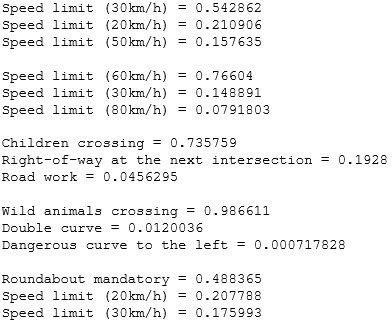 Speed limit (30km/h) = 0.542862
Speed limit (20km/h) = 0.210906
Speed limit (50km/h) = 0.157635

Speed limit (60km/h) = 0.76604
Speed limit (30km/h) = 0.148891
Speed limit (80km/h) = 0.0791803

Children crossing = 0.735759
Right-of-way at the next intersection = 0.1928
Road work = 0.0456295

Wild animals crossing = 0.986611
Double curve = 0.0120036
Dangerous curve to the left = 0.000717828

Roundabout mandatory = 0.488365
Speed limit (20km/h) = 0.207788
Speed limit (30km/h) = 0.175993